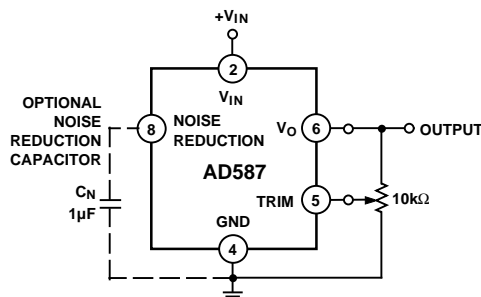 +VIN
2
VIN
OPTIONAL
NOISE
REDUCTION
CAPACITOR
8
NOISE
REDUCTION
VO
6
OUTPUT
AD587
CN
1µF
TRIM
5
10kΩ
GND
4